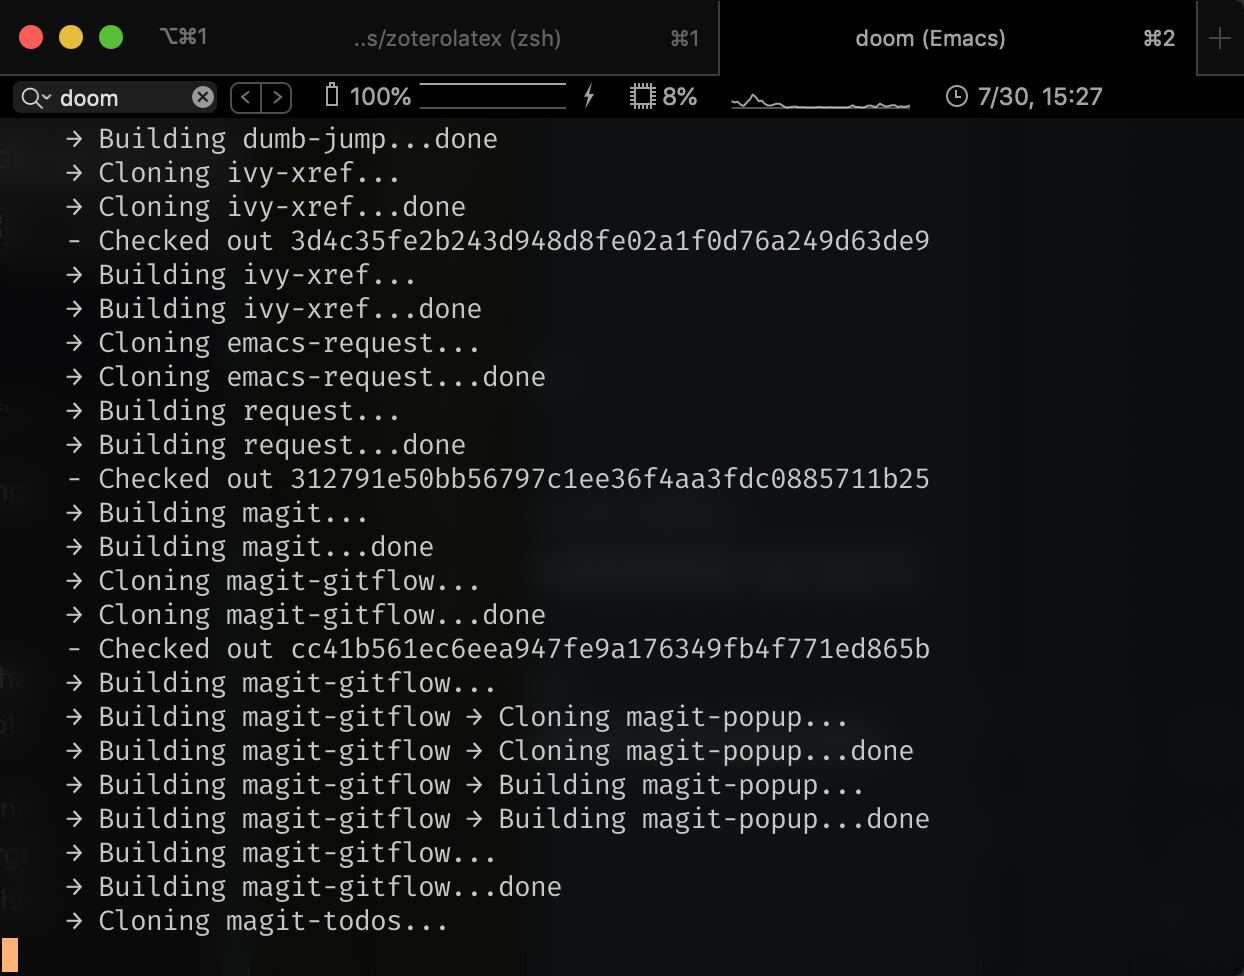 ⌥⌘1 ..s/zoterolatex (zsh) ⌘1 doom (Emacs) ⌘2 +
doom 100% 8% 7/30, 15:27
→ Building dumb-jump...done
→ Cloning ivy-xref...
→ Cloning ivy-xref...done
- Checked out 3d4c35fe2b243d948d8fe02a1f0d76a249d63de9
→ Building ivy-xref...
→ Building ivy-xref...done
→ Cloning emacs-request...
→ Cloning emacs-request...done
→ Building request...
→ Building request...done
- Checked out 312791e50bb56797c1ee36f4aa3fdc0885711b25
→ Building magit...
→ Building magit...done
→ Cloning magit-gitflow...
→ Cloning magit-gitflow...done
- Checked out cc41b561ec6eea947fe9a176349fb4f771ed865b
→ Building magit-gitflow...
→ Building magit-gitflow → Cloning magit-popup...
→ Building magit-gitflow → Cloning magit-popup...done
→ Building magit-gitflow → Building magit-popup...
→ Building magit-gitflow → Building magit-popup...done
→ Building magit-gitflow...
→ Building magit-gitflow...done
→ Cloning magit-todos...